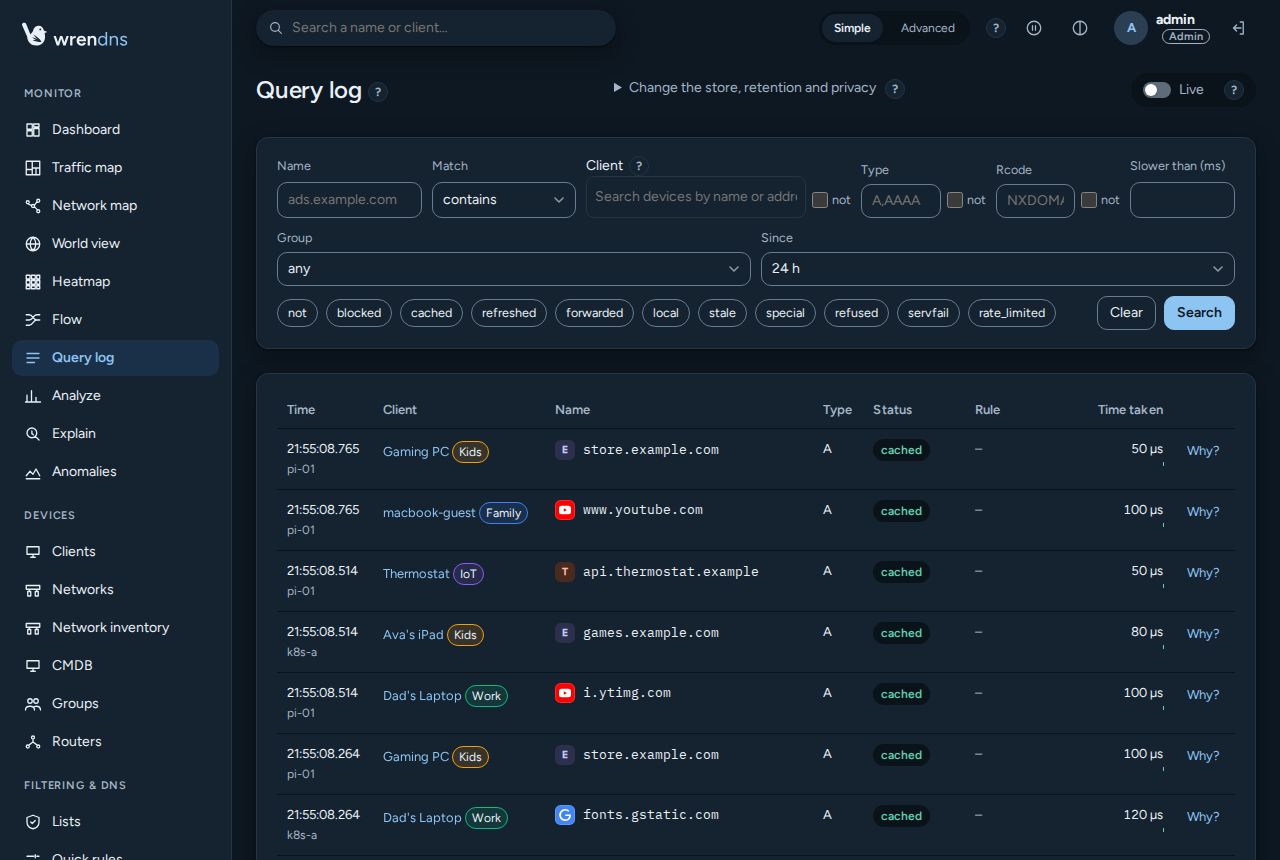 wrendns
Search a name or client...
Simple
Advanced
?
A
admin
Admin
MONITOR
Dashboard
Traffic map
Network map
World view
Heatmap
Flow
Query log
Analyze
Explain
Anomalies
DEVICES
Clients
Networks
Network inventory
CMDB
Groups
Routers
FILTERING & DNS
Lists
Quick rules
Query log ?
Change the store, retention and privacy ?
Live ?
Name
Match
Client ?
Type
Rcode
Slower than (ms)
ads.example.com
contains
Search devices by name or addr
not
A,AAAA
not
NXDOMA
not
Group
Since
any
24 h
not
blocked
cached
refreshed
forwarded
local
stale
special
refused
servfail
rate_limited
Clear
Search
Time Client Name Type Status Rule Time taken
21:55:08.765 Gaming PC Kids E store.example.com A cached – 50 µs Why?
pi-01
21:55:08.765 macbook-guest Family www.youtube.com A cached – 100 µs Why?
pi-01
21:55:08.514 Thermostat IoT T api.thermostat.example A cached – 50 µs Why?
pi-01
21:55:08.514 Ava's iPad Kids E games.example.com A cached – 80 µs Why?
k8s-a
21:55:08.514 Dad's Laptop Work i.ytimg.com A cached – 100 µs Why?
pi-01
21:55:08.264 Gaming PC Kids E store.example.com A cached – 100 µs Why?
pi-01
21:55:08.264 Dad's Laptop Work G fonts.gstatic.com A cached – 120 µs Why?
k8s-a